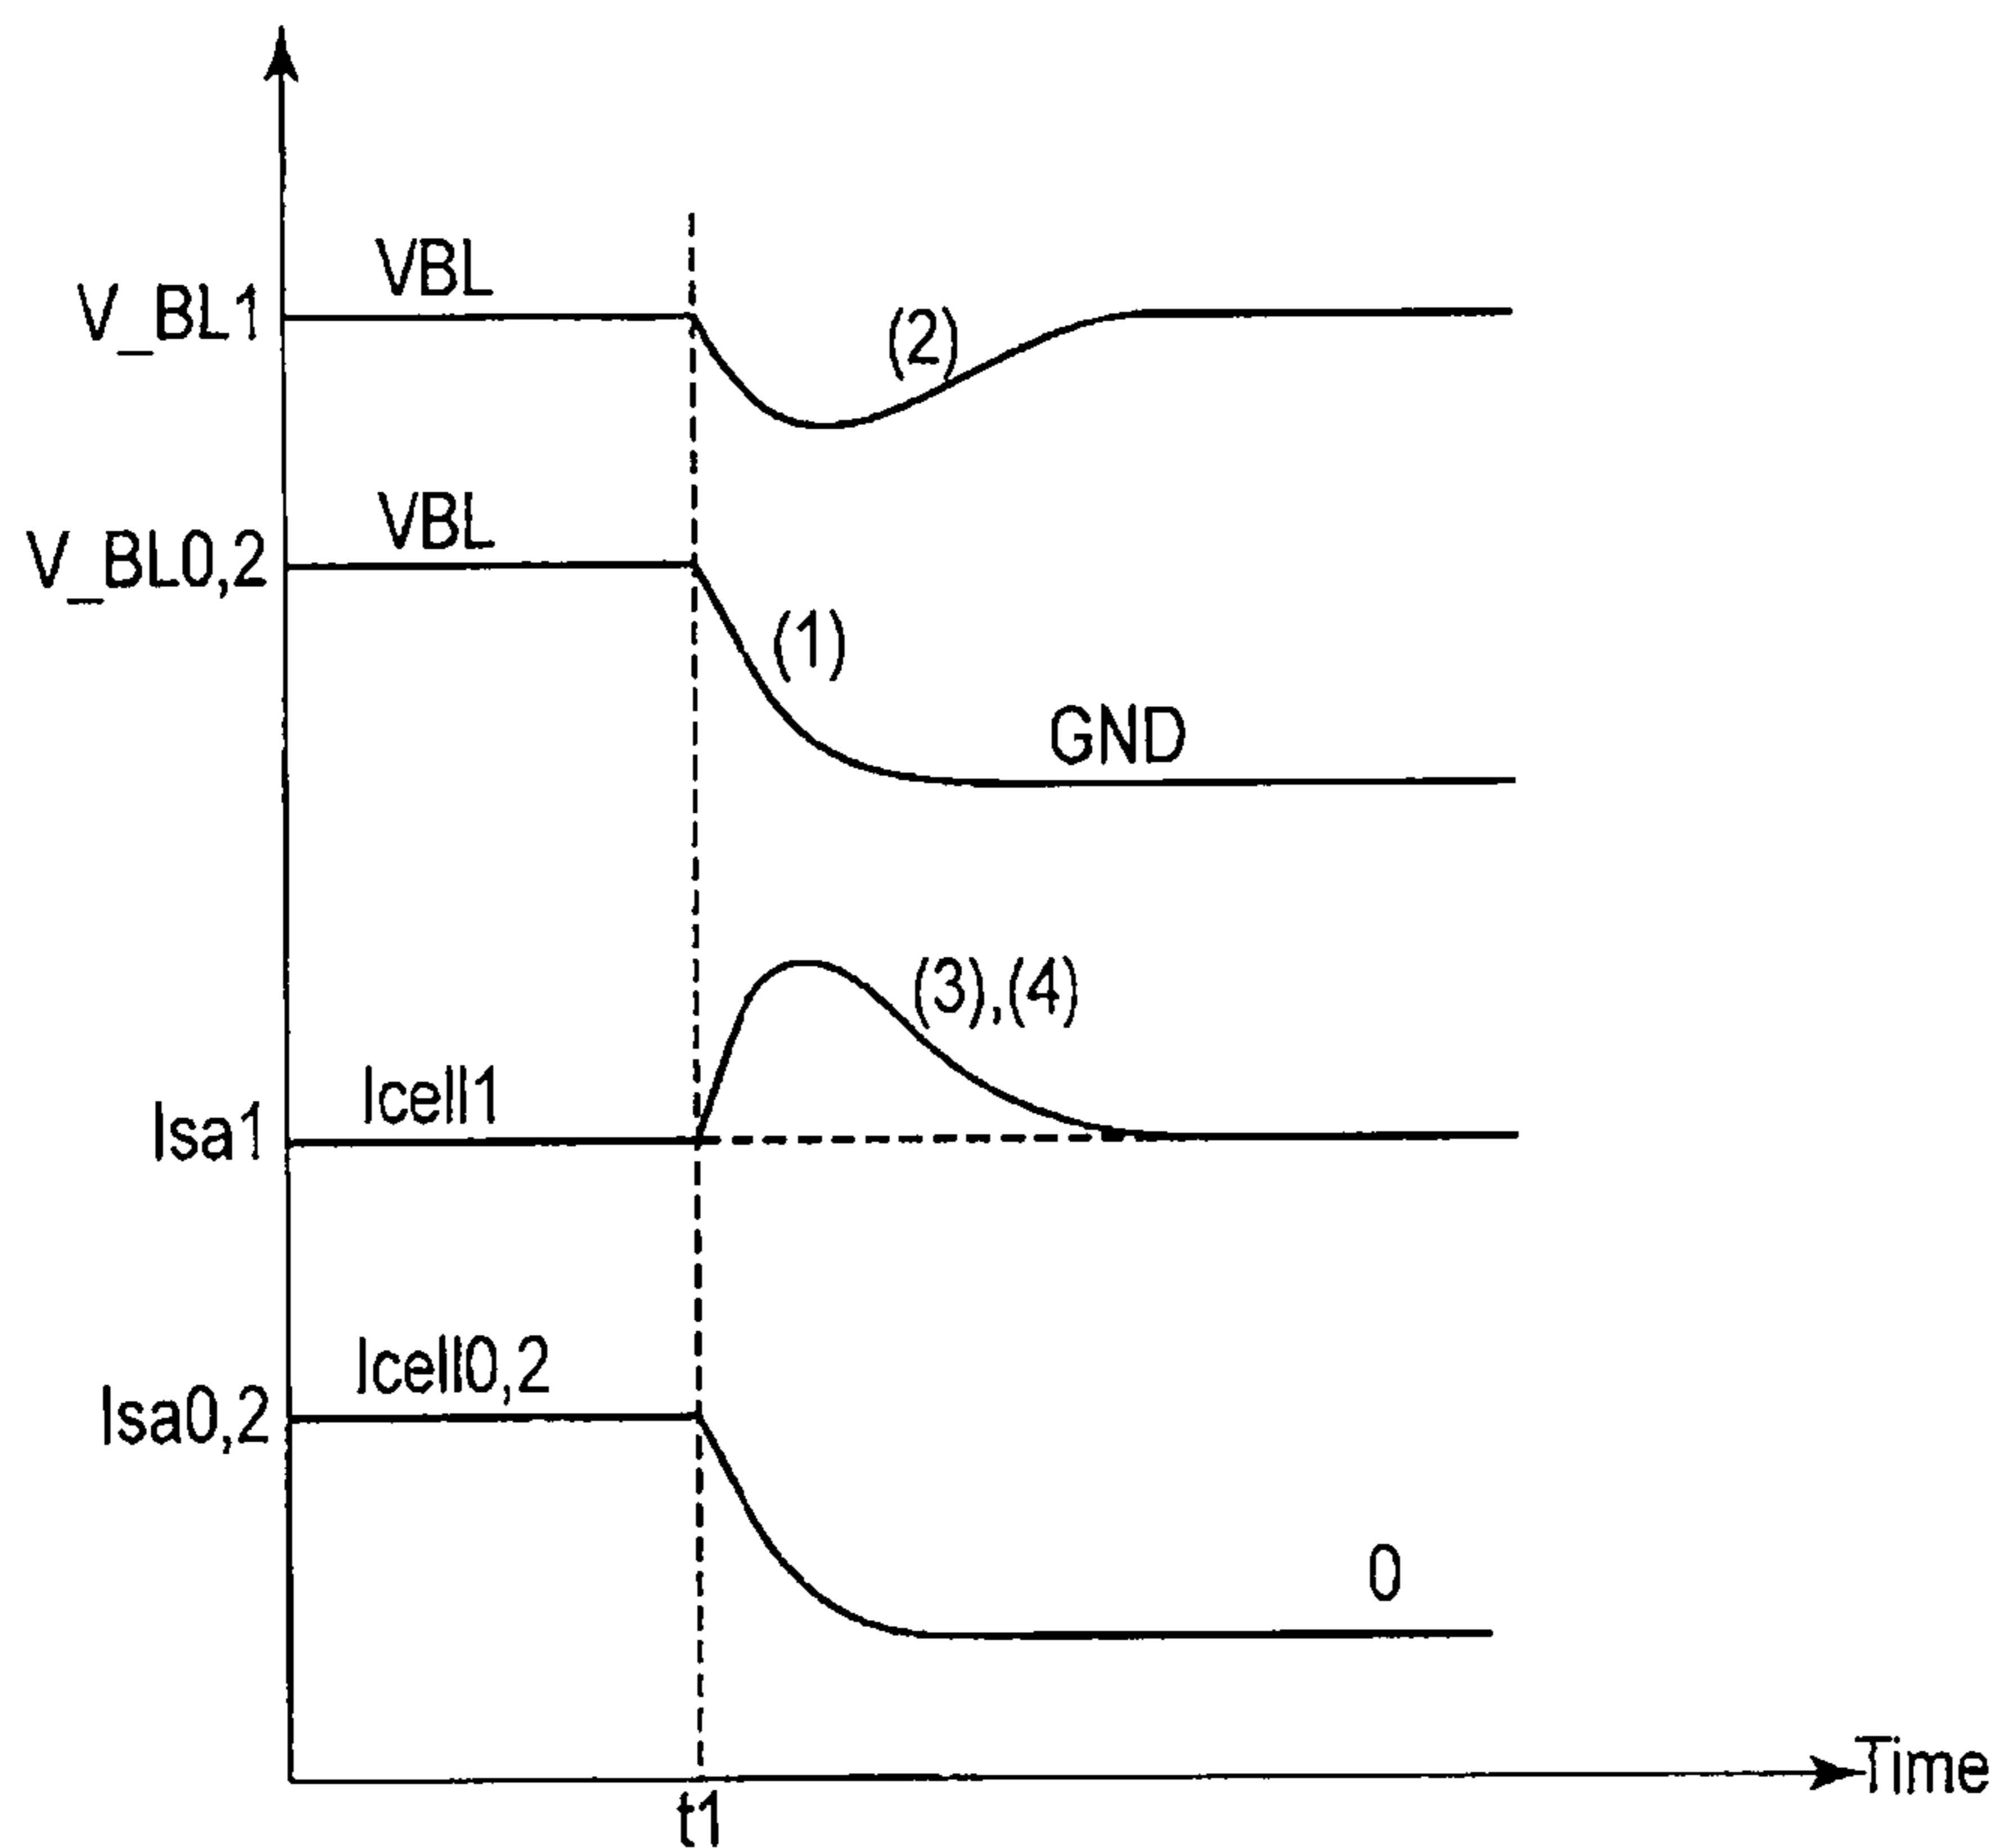 VBL
V_BL1
(2)
VBL
V_BL0,2
(1)
GND
(3),(4)
Icell1
Isa1
Icell0,2
Isa0,2
0
Time
t1